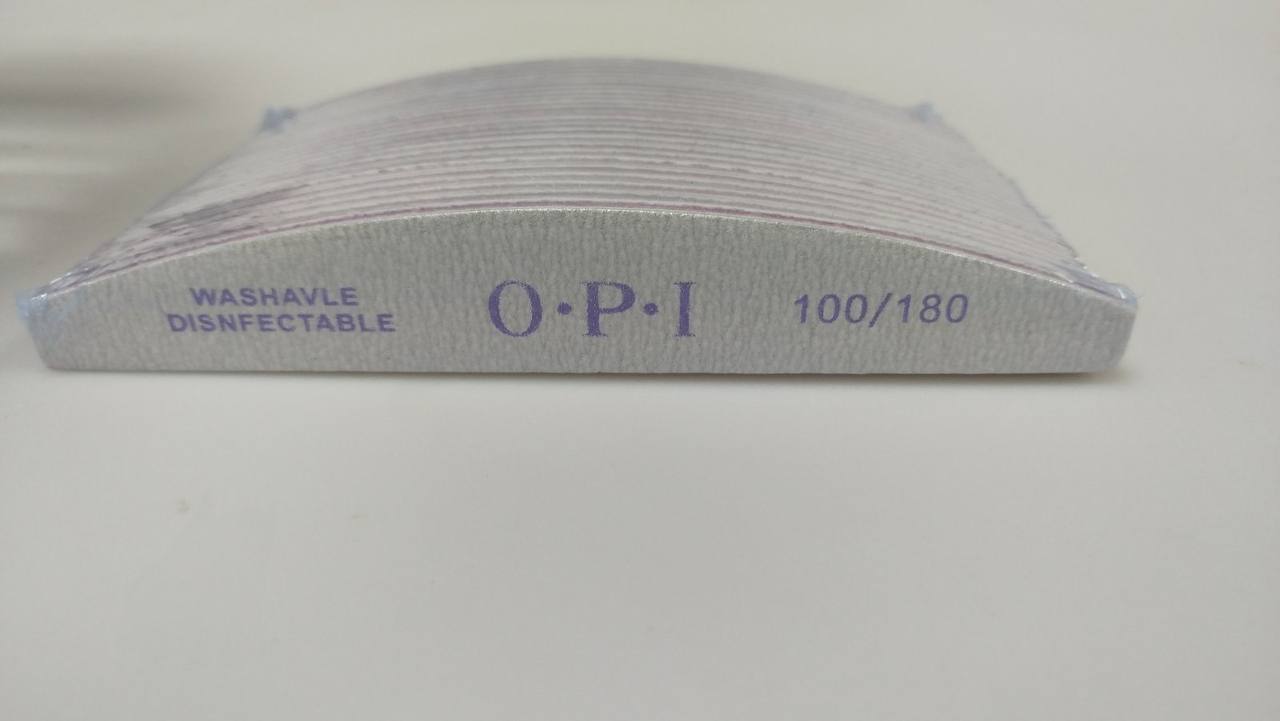 WASHAVLE
DISNFECTABLE
O·P·I
100/180